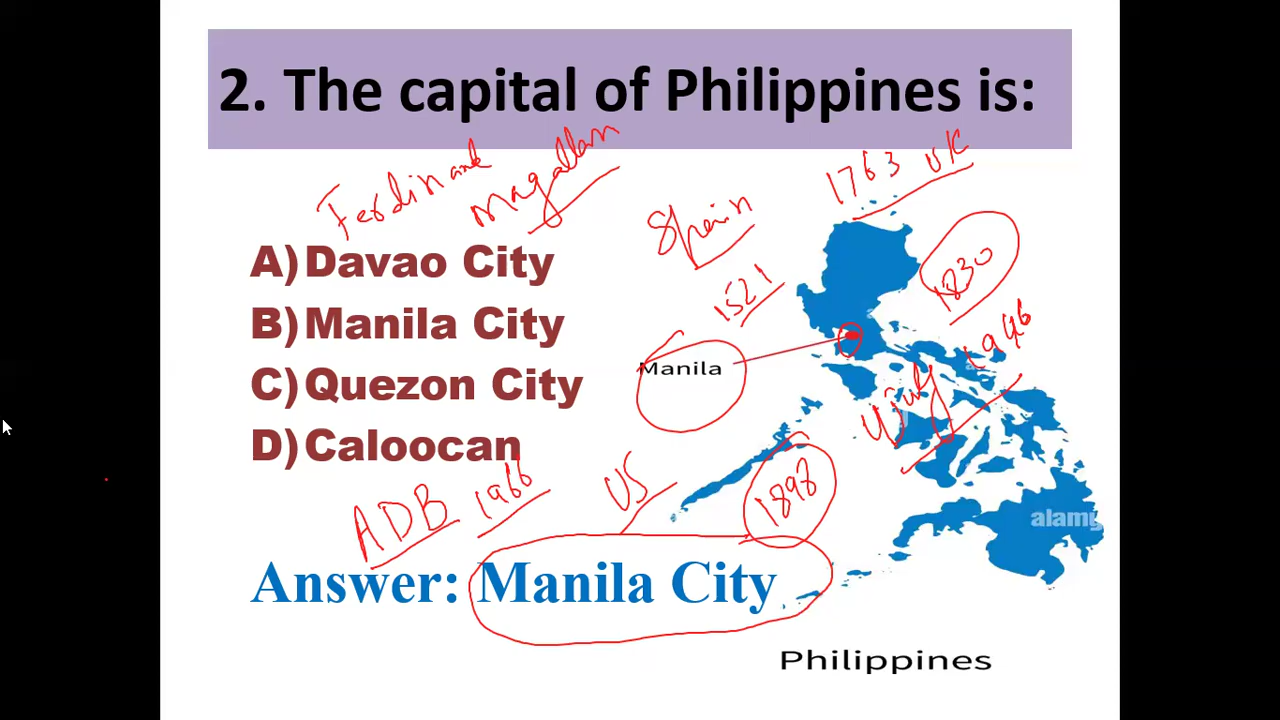 2. The capital of Philippines is:
Ferdinand Magallan
1763 UK
Spain
1521
1830
A) Davao City
B) Manila City
C) Quezon City
D) Caloocan
Manila
1946
ADB 1966
US
1898
alamy
Answer: Manila City
Philippines